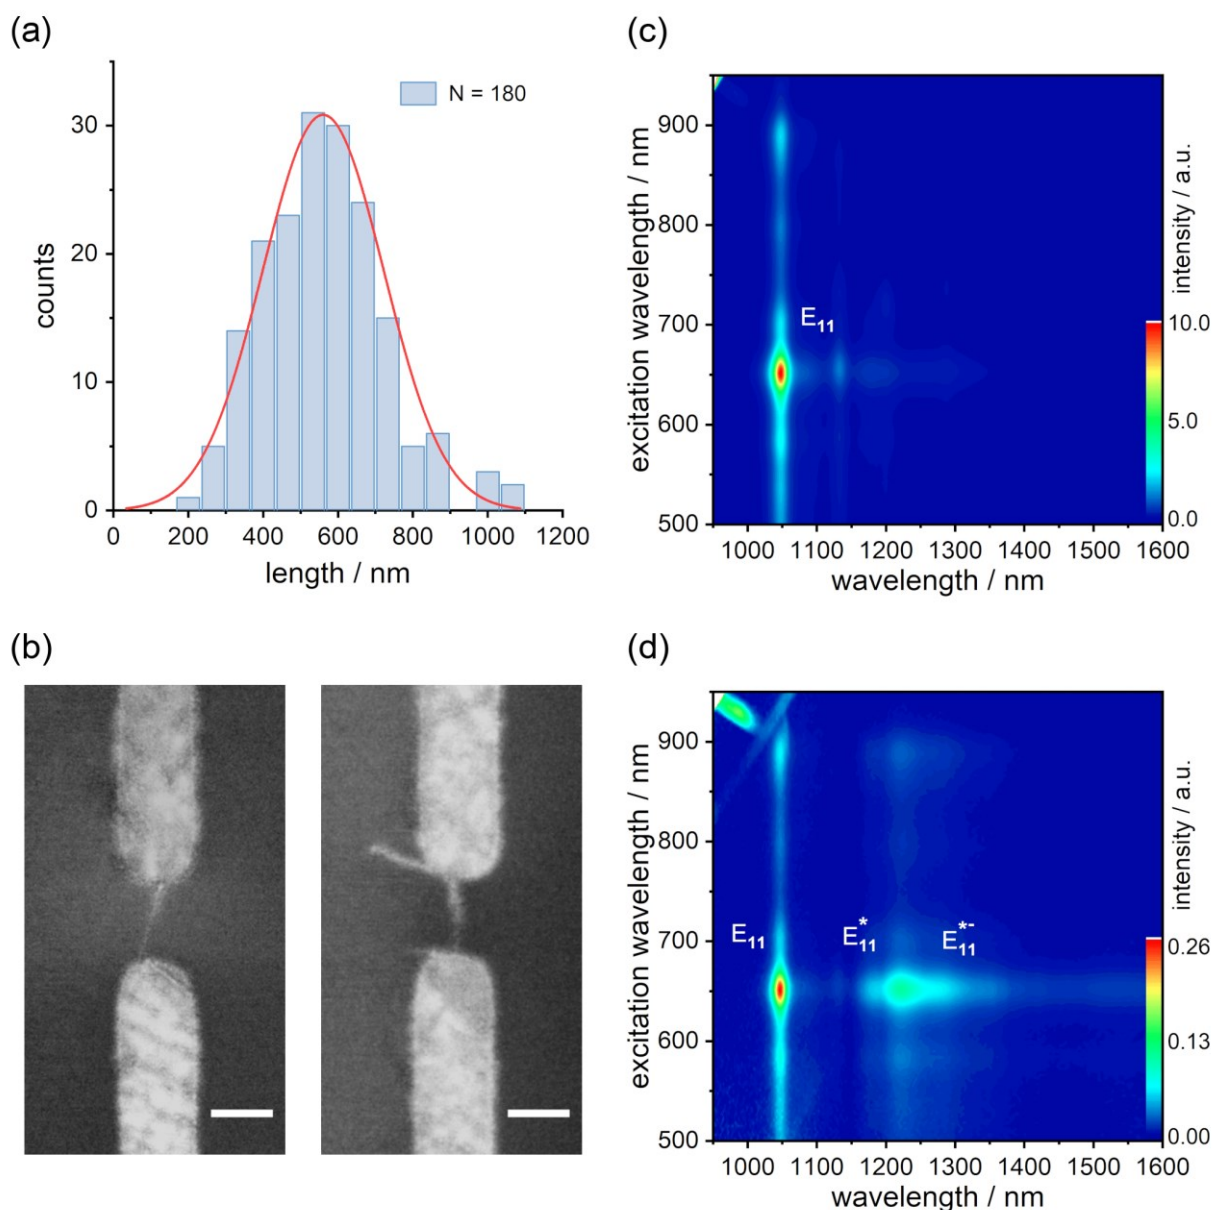 (a)
N = 180
counts
30
20
10
0
0 200 400 600 800 1000 1200
length / nm
(b)
(c)
excitation wavelength / nm
900
800
700
600
500
E11
intensity / a.u.
10.0
5.0
0.0
1000 1100 1200 1300 1400 1500 1600
wavelength / nm
(d)
excitation wavelength / nm
900
800
700
600
500
E11 E11* E11*-
intensity / a.u.
0.26
0.13
0.00
1000 1100 1200 1300 1400 1500 1600
wavelength / nm